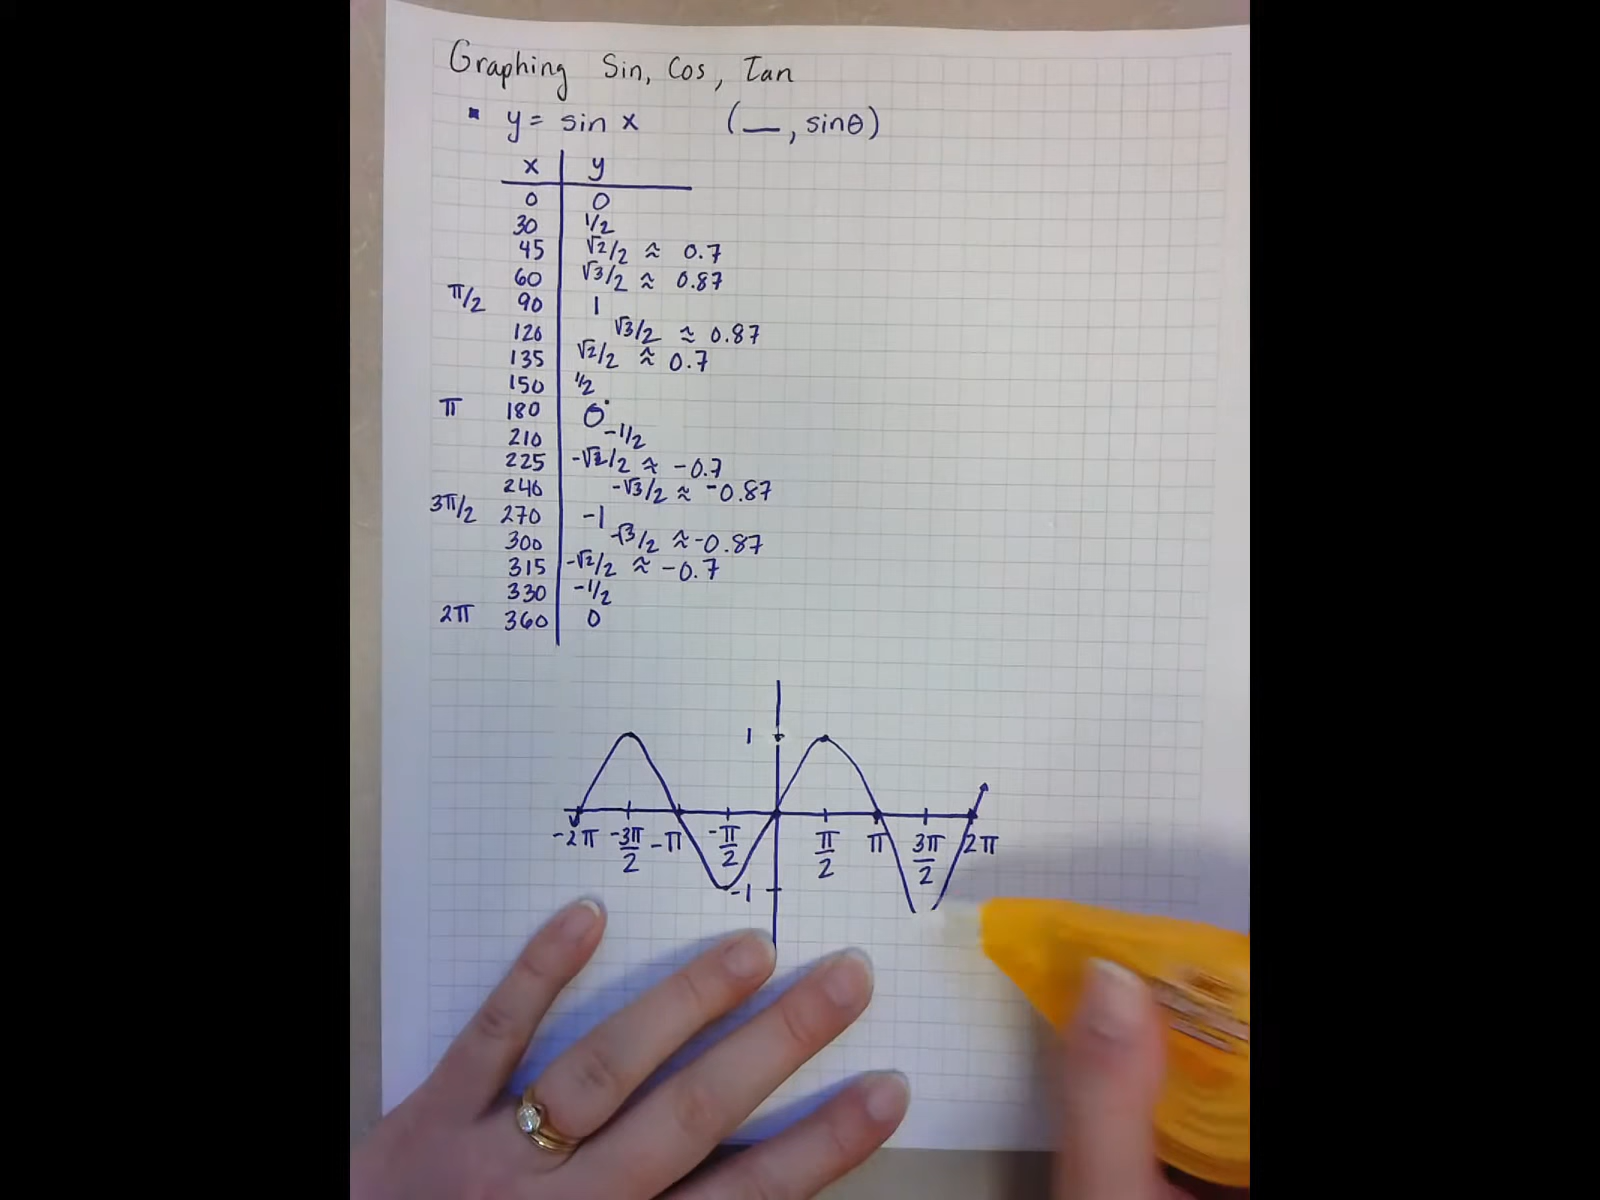 Graphing Sin, Cos, Tan
▪ y = sin x (__, sinθ)
x y
0 0
30 1/2
45 √2/2 ≈ 0.7
60 √3/2 ≈ 0.87
π/2 90 1
120 √3/2 ≈ 0.87
135 √2/2 ≈ 0.7
150 1/2
π 180 0
210 -1/2
225 -√2/2 ≈ -0.7
240 -√3/2 ≈ -0.87
3π/2 270 -1
300 -√3/2 ≈ -0.87
315 -√2/2 ≈ -0.7
330 -1/2
2π 360 0
1
-2π -3π/2 -π -π/2 π/2 π 3π/2 2π
-1